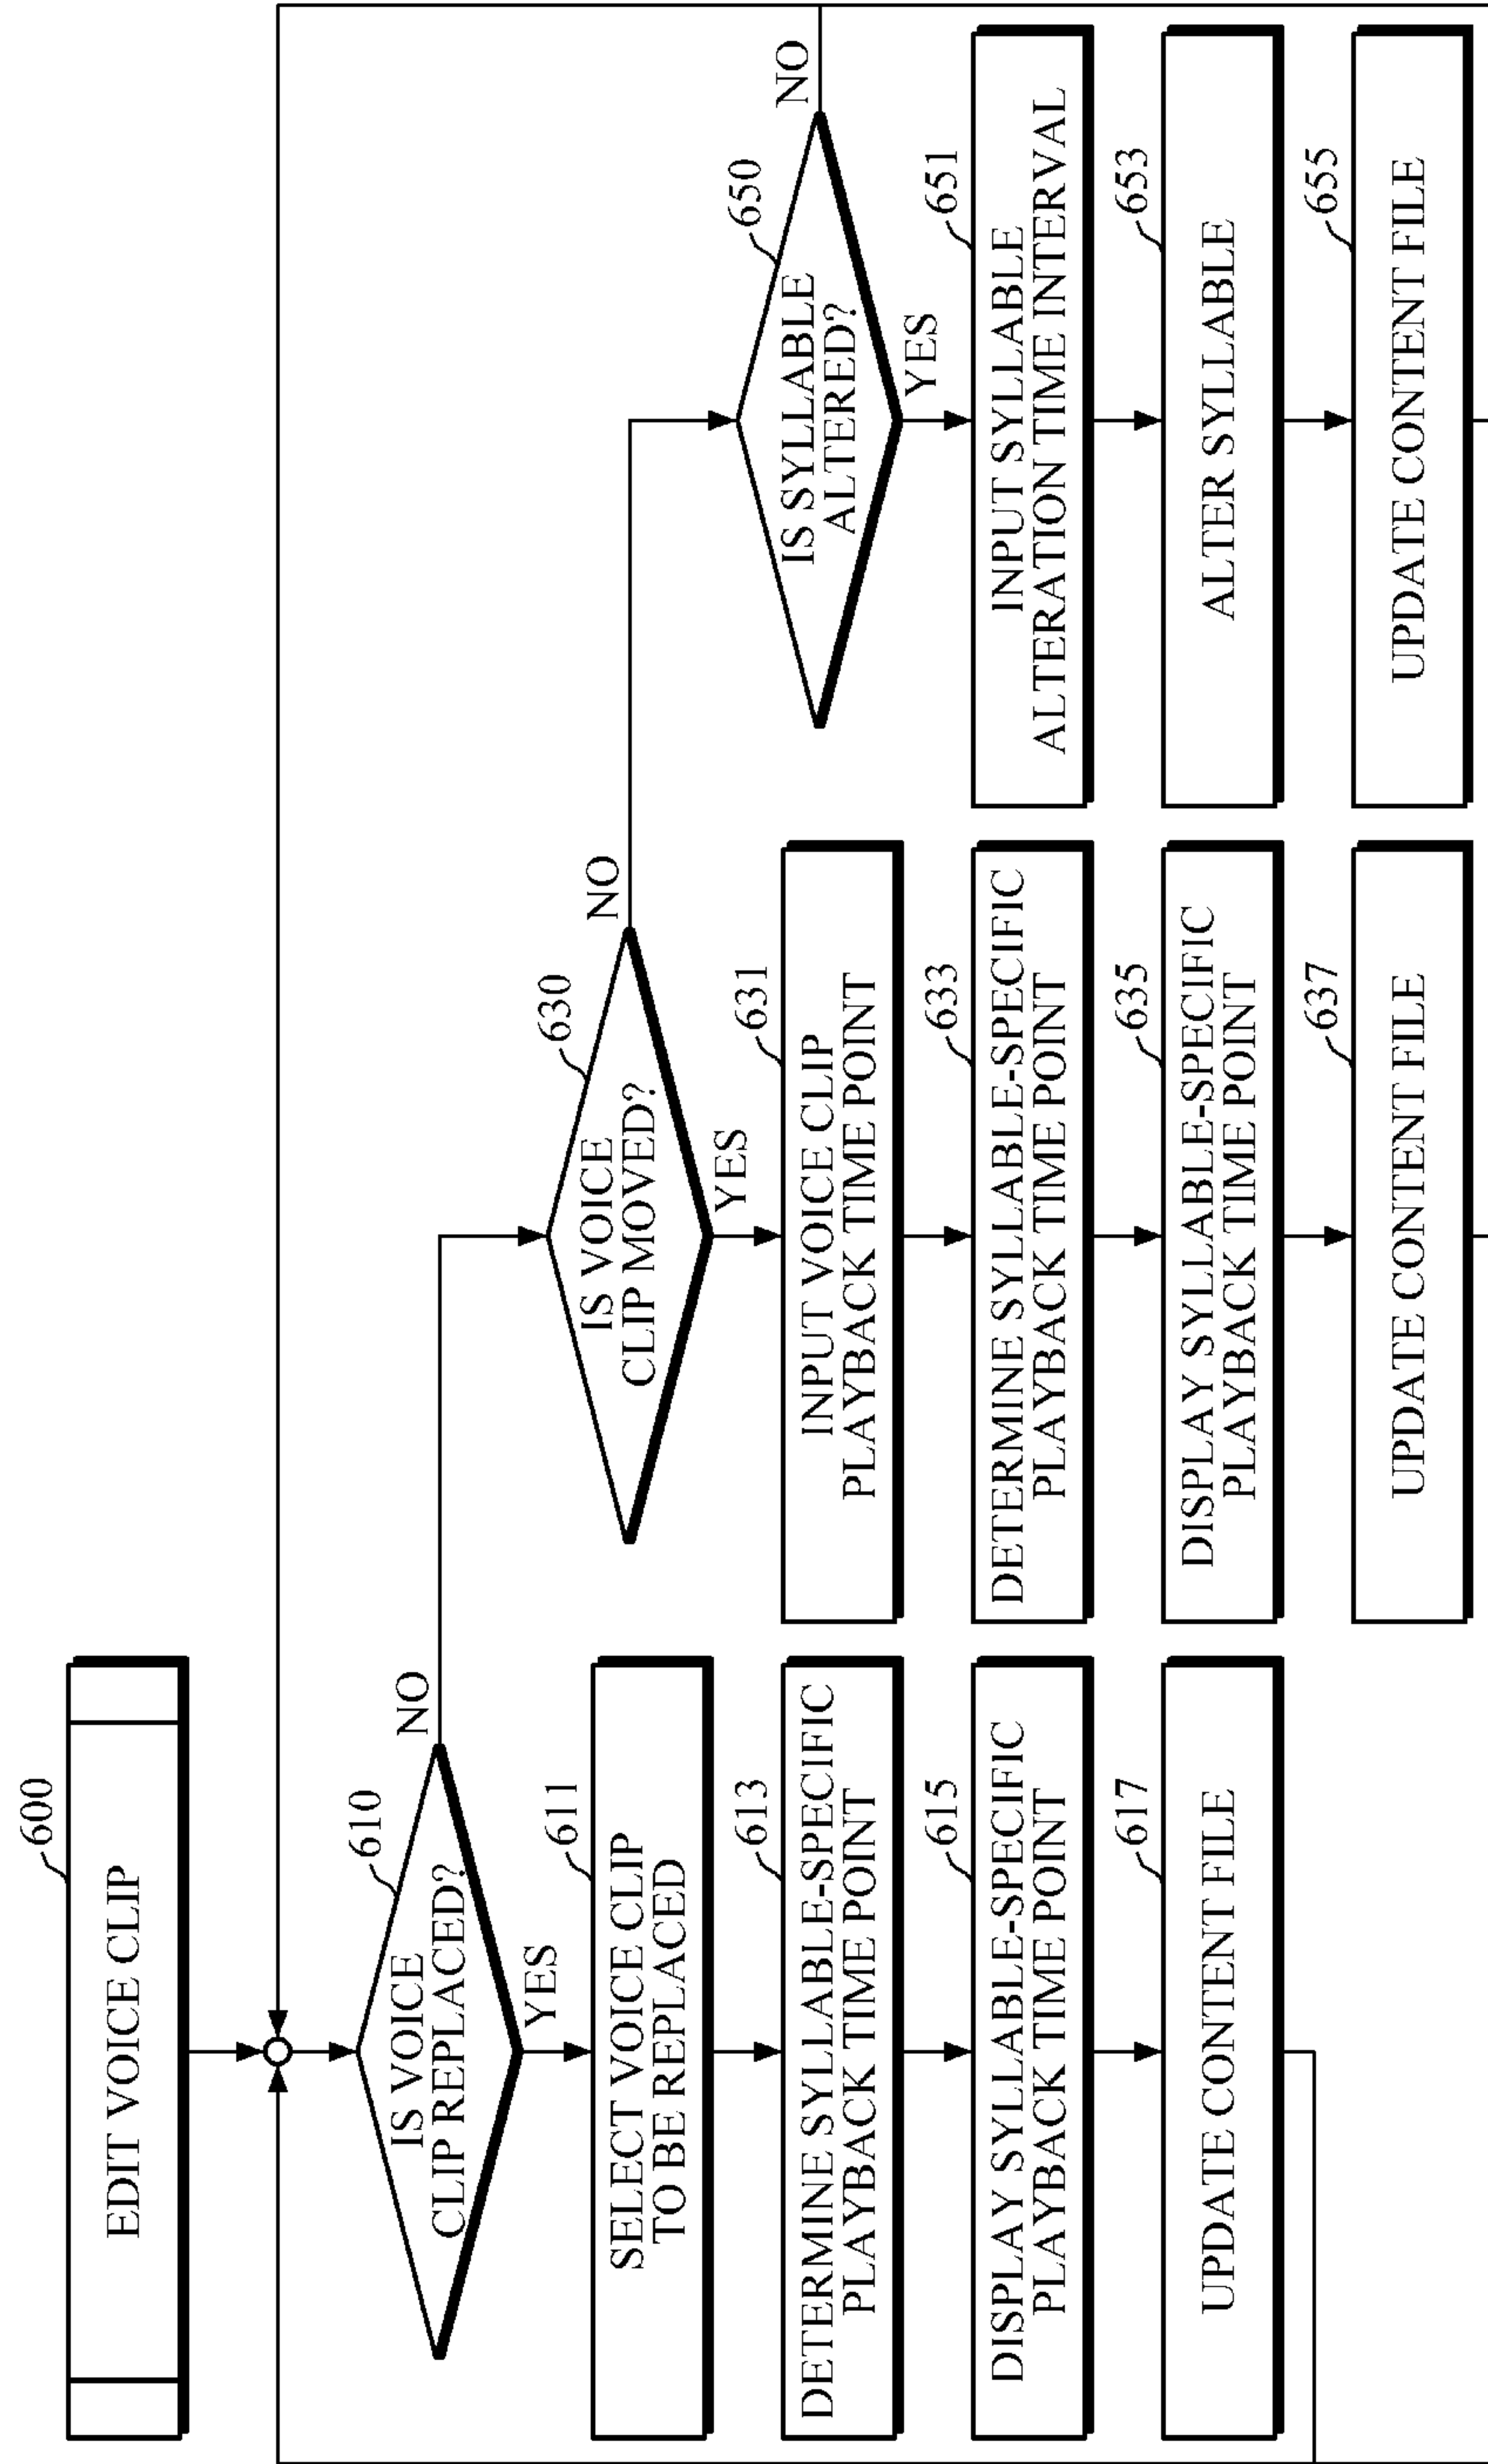 600
EDIT VOICE CLIP
610
IS VOICE
CLIP REPLACED?
NO
YES
611
SELECT VOICE CLIP
TO BE REPLACED
613
DETERMINE SYLLABLE-SPECIFIC
PLAYBACK TIME POINT
615
DISPLAY SYLLABLE-SPECIFIC
PLAYBACK TIME POINT
617
UPDATE CONTENT FILE
630
IS VOICE
CLIP MOVED?
NO
YES
631
INPUT VOICE CLIP
PLAYBACK TIME POINT
633
DETERMINE SYLLABLE-SPECIFIC
PLAYBACK TIME POINT
635
DISPLAY SYLLABLE-SPECIFIC
PLAYBACK TIME POINT
637
UPDATE CONTENT FILE
650
IS SYLLABLE
ALTERED?
NO
YES
651
INPUT SYLLABLE
ALTERATION TIME INTERVAL
653
ALTER SYLLABLE
655
UPDATE CONTENT FILE